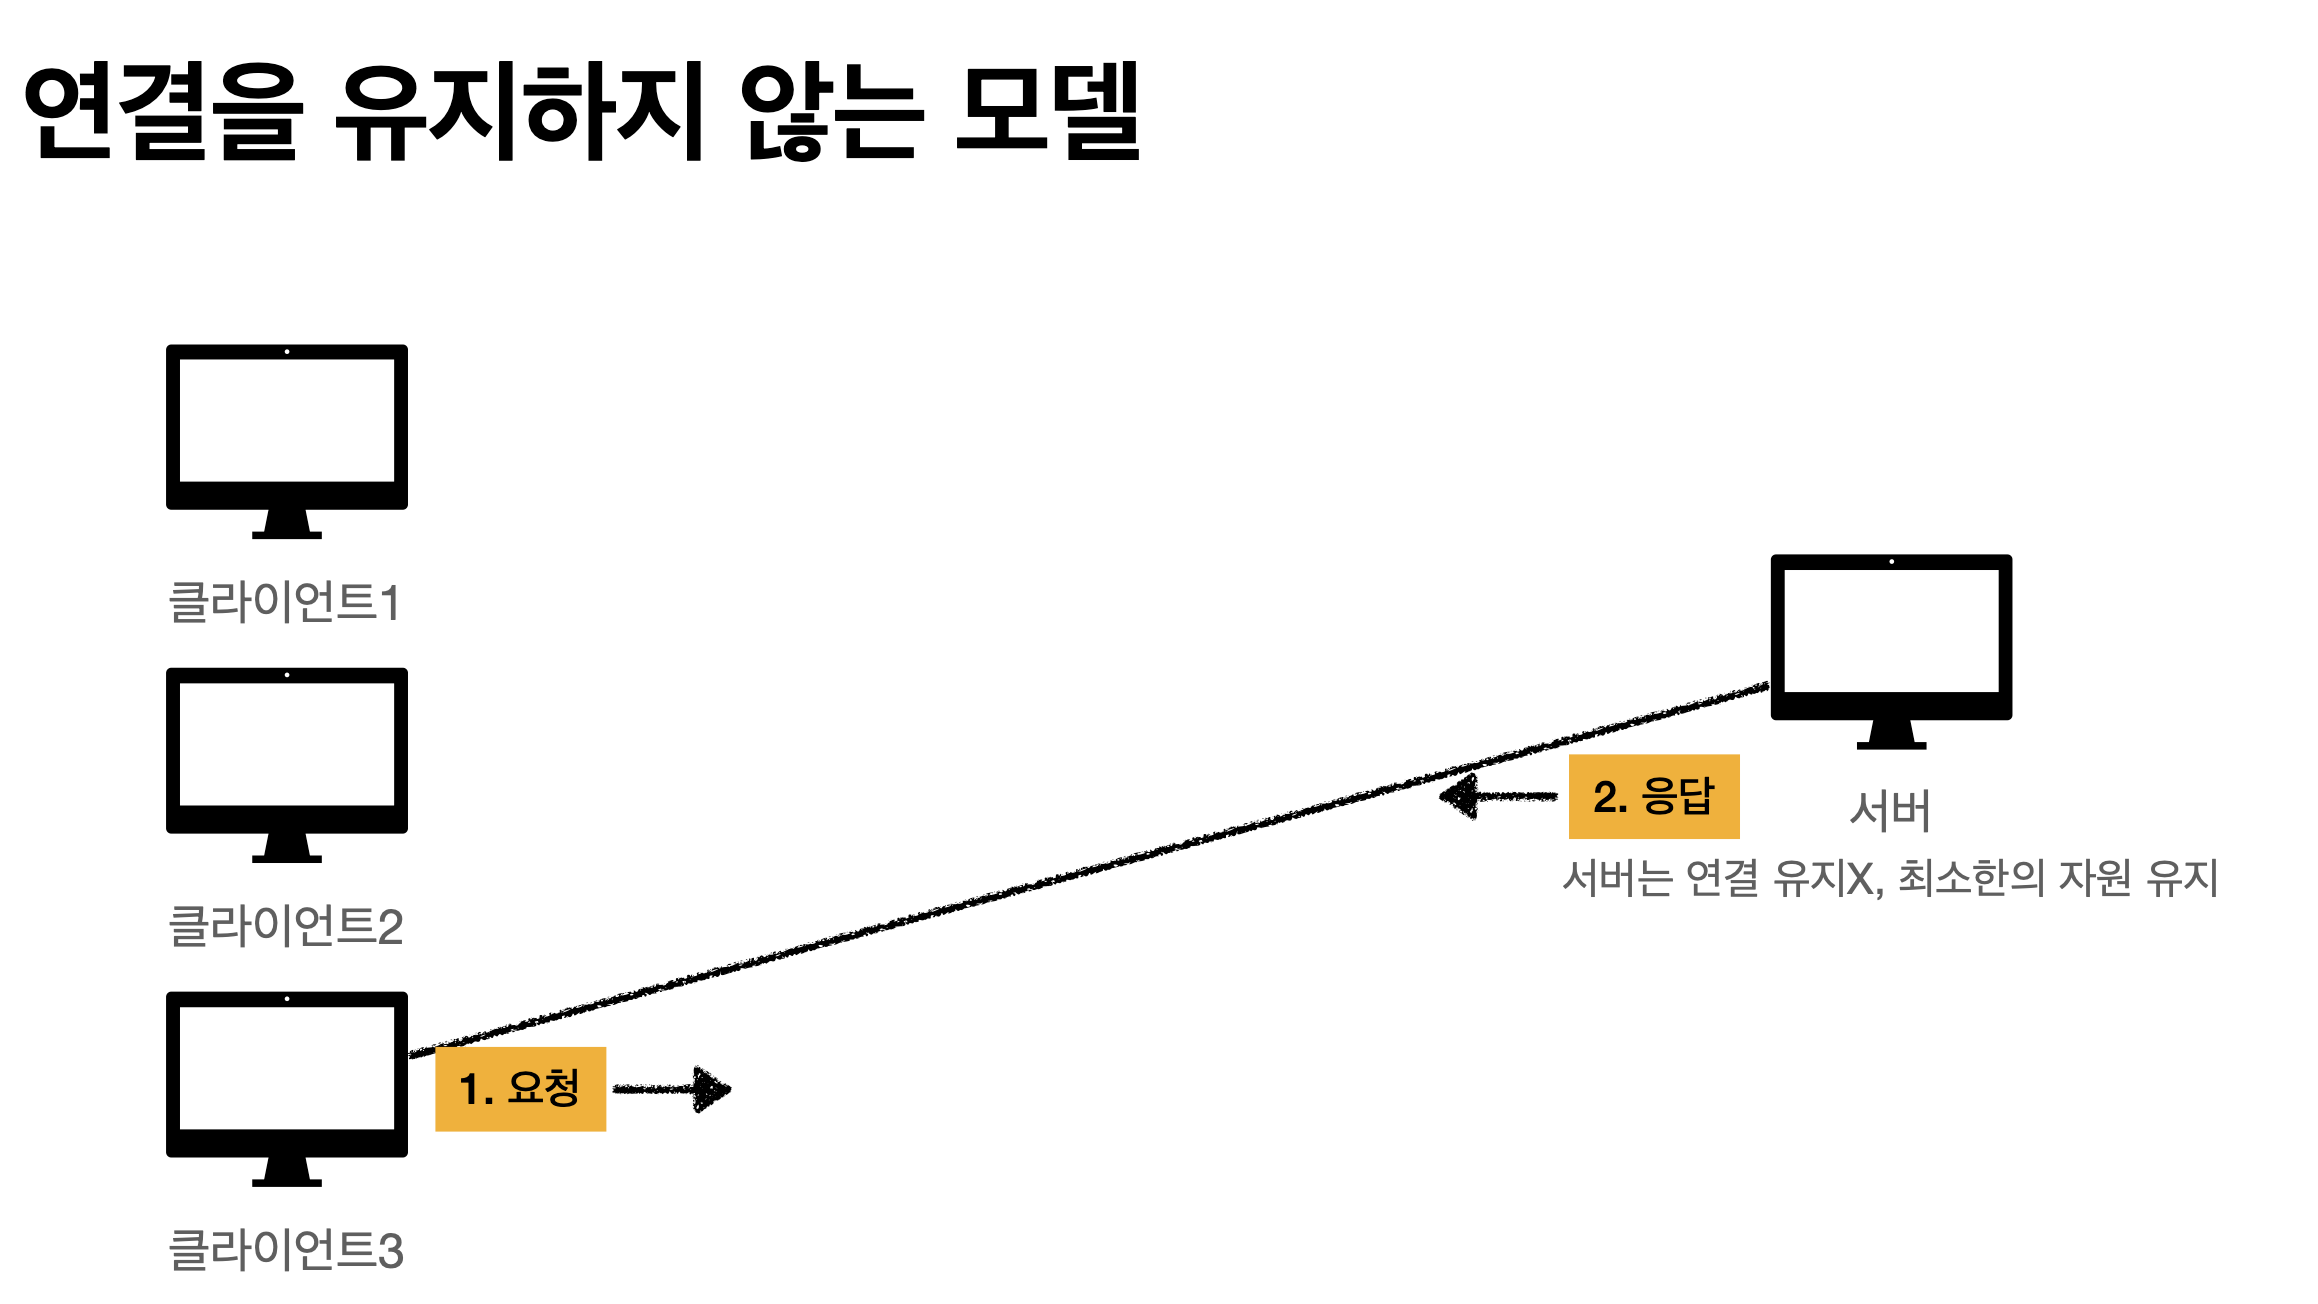 연결을 유지하지 않는 모델
클라이언트1
클라이언트2
2. 응답
서버
서버는 연결 유지X, 최소한의 자원 유지
1. 요청
클라이언트3